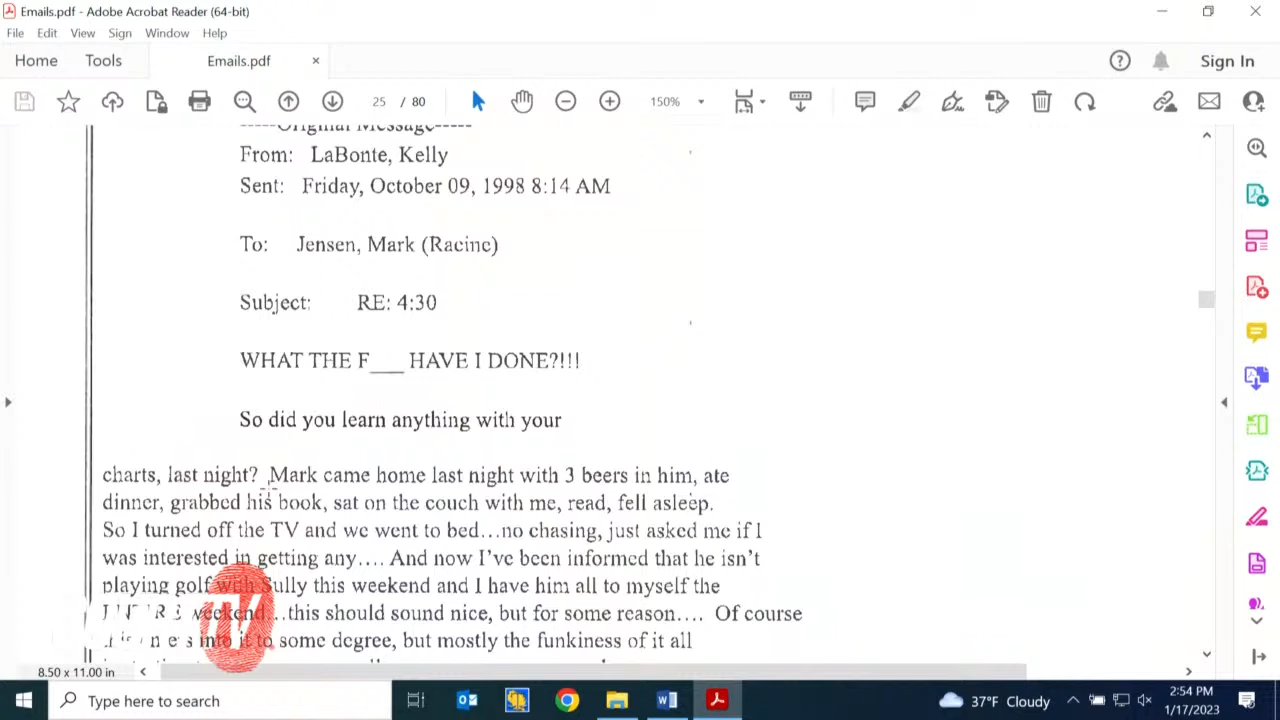 Emails.pdf - Adobe Acrobat Reader (64-bit)
File Edit View Sign Window Help
Home Tools Emails.pdf × Sign In
25 / 80 150%
-----Original Message-----
From: LaBonte, Kelly
Sent: Friday, October 09, 1998 8:14 AM
To: Jensen, Mark (Racine)
Subject: RE: 4:30
WHAT THE F___ HAVE I DONE?!!!
So did you learn anything with your
charts, last night? Mark came home last night with 3 beers in him, ate
dinner, grabbed his book, sat on the couch with me, read, fell asleep.
So I turned off the TV and we went to bed…no chasing, just asked me if I
was interested in getting any…. And now I've been informed that he isn't
playing golf with Sully this weekend and I have him all to myself the
weekend…this should sound nice, but for some reason…. Of course
into it to some degree, but mostly the funkiness of it all
TV
8.50 x 11.00 in
Type here to search
37°F Cloudy
2:54 PM
1/17/2023